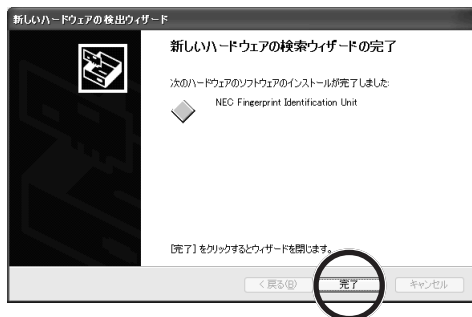 新しいハードウェアの検出ウィザード
新しいハードウェアの検索ウィザードの完了
次のハードウェアのソフトウェアのインストールが完了しました:
NEC Fingerprint Identification Unit
[完了] をクリックするとウィザードを閉じます。
< 戻る(B) 完了 キャンセル